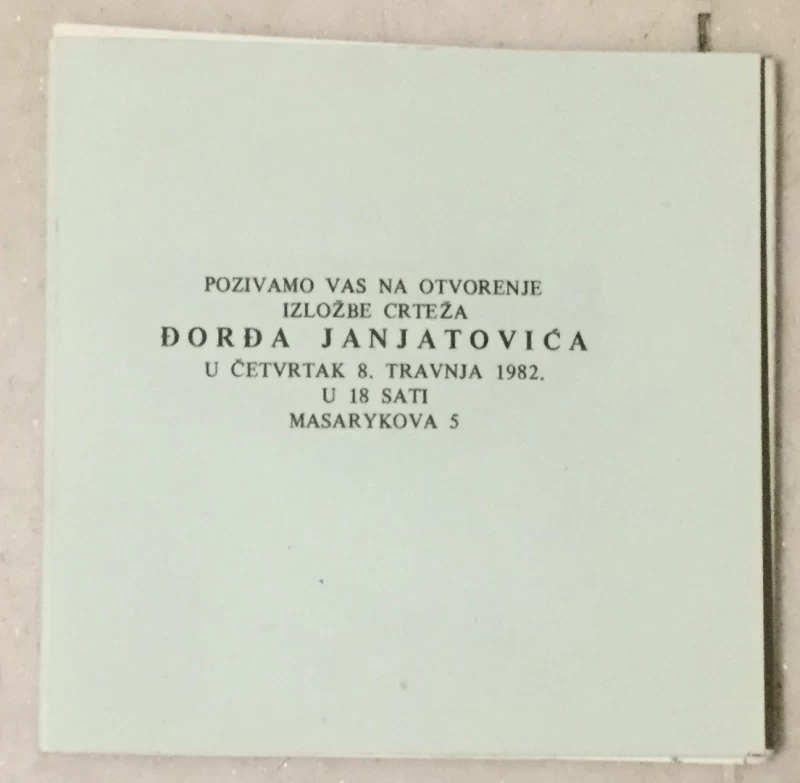 POZIVAMO VAS NA OTVORENJE
IZLOŽBE CRTEŽA
ĐORĐA JANJATOVIĆA
U ČETVRTAK 8. TRAVNJA 1982.
U 18 SATI
MASARYKOVA 5